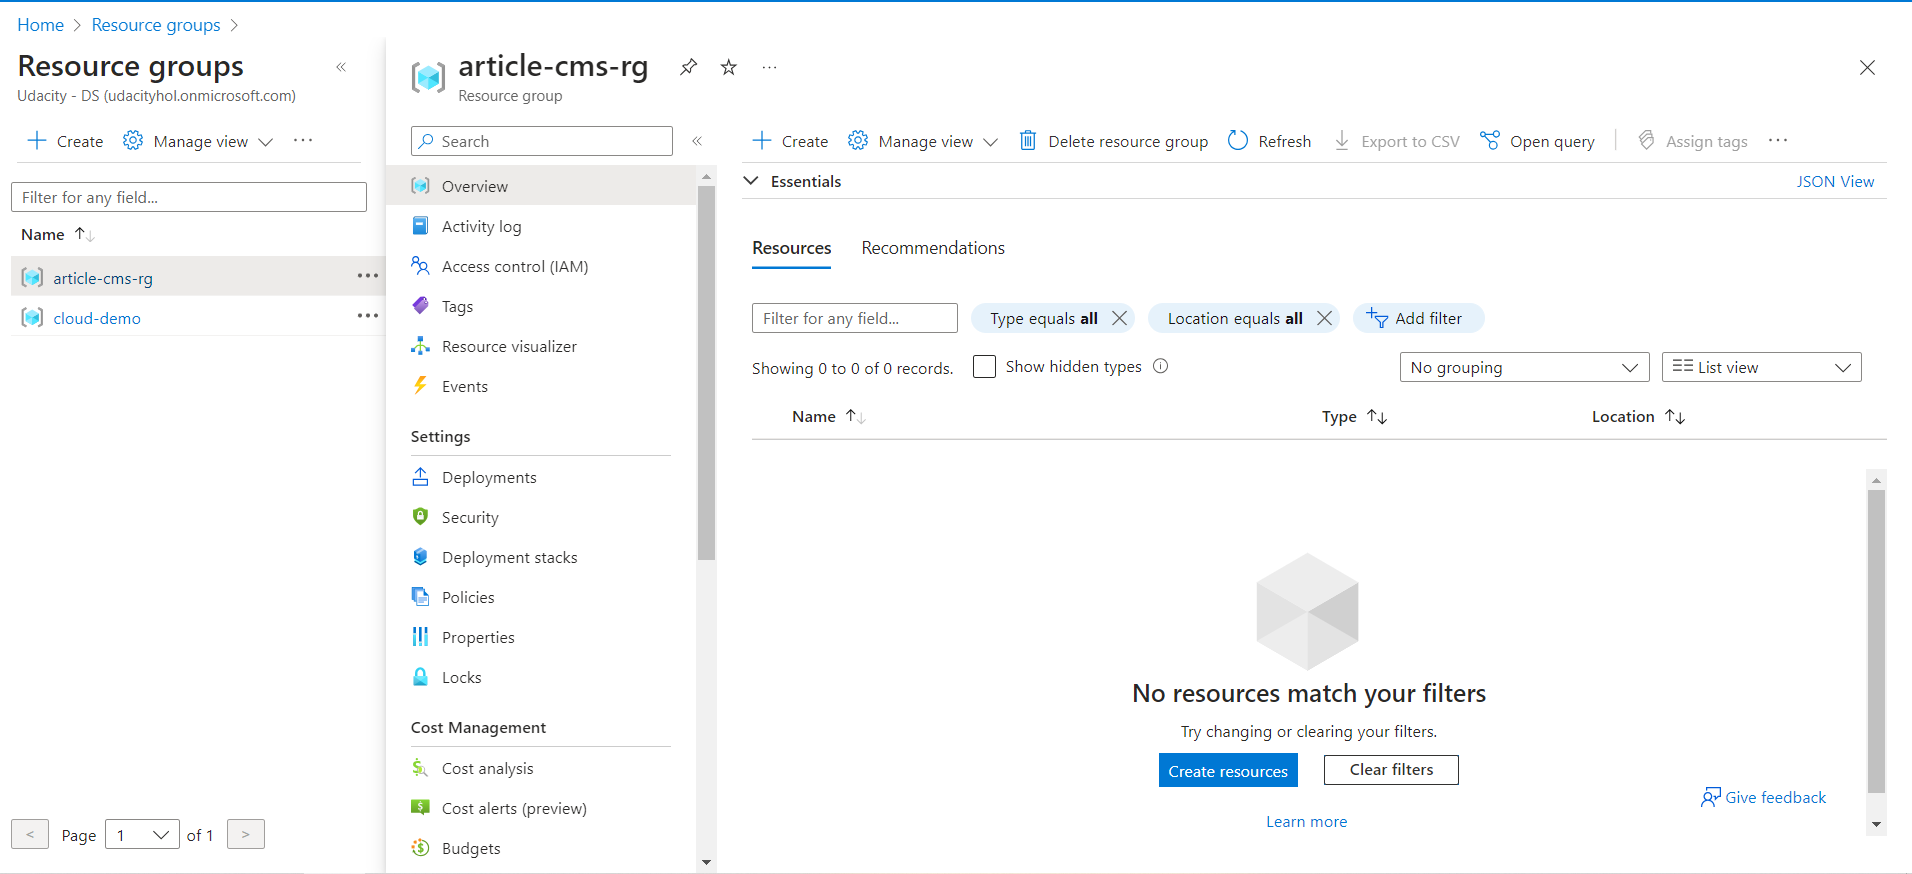 Home > Resource groups >
Resource groups
Udacity - DS (udacityhol.onmicrosoft.com)
Create
Manage view
Filter for any field...
Name
article-cms-rg
cloud-demo
< Page 1 of 1 >
article-cms-rg
Resource group
Search
Overview
Activity log
Access control (IAM)
Tags
Resource visualizer
Events
Settings
Deployments
Security
Deployment stacks
Policies
Properties
Locks
Cost Management
Cost analysis
Cost alerts (preview)
Budgets
Create
Manage view
Delete resource group
Refresh
Export to CSV
Open query
Assign tags
Essentials
JSON View
Resources
Recommendations
Filter for any field...
Type equals all
Location equals all
Add filter
Showing 0 to 0 of 0 records.
Show hidden types
No grouping
List view
Name
Type
Location
No resources match your filters
Try changing or clearing your filters.
Create resources
Clear filters
Learn more
Give feedback